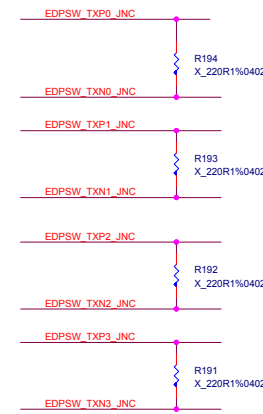 EDPSW_TXP0_JNC
R194
X_220R1%0402
EDPSW_TXN0_JNC
EDPSW_TXP1_JNC
R193
X_220R1%0402
EDPSW_TXN1_JNC
EDPSW_TXP2_JNC
R192
X_220R1%0402
EDPSW_TXN2_JNC
EDPSW_TXP3_JNC
R191
X_220R1%0402
EDPSW_TXN3_JNC